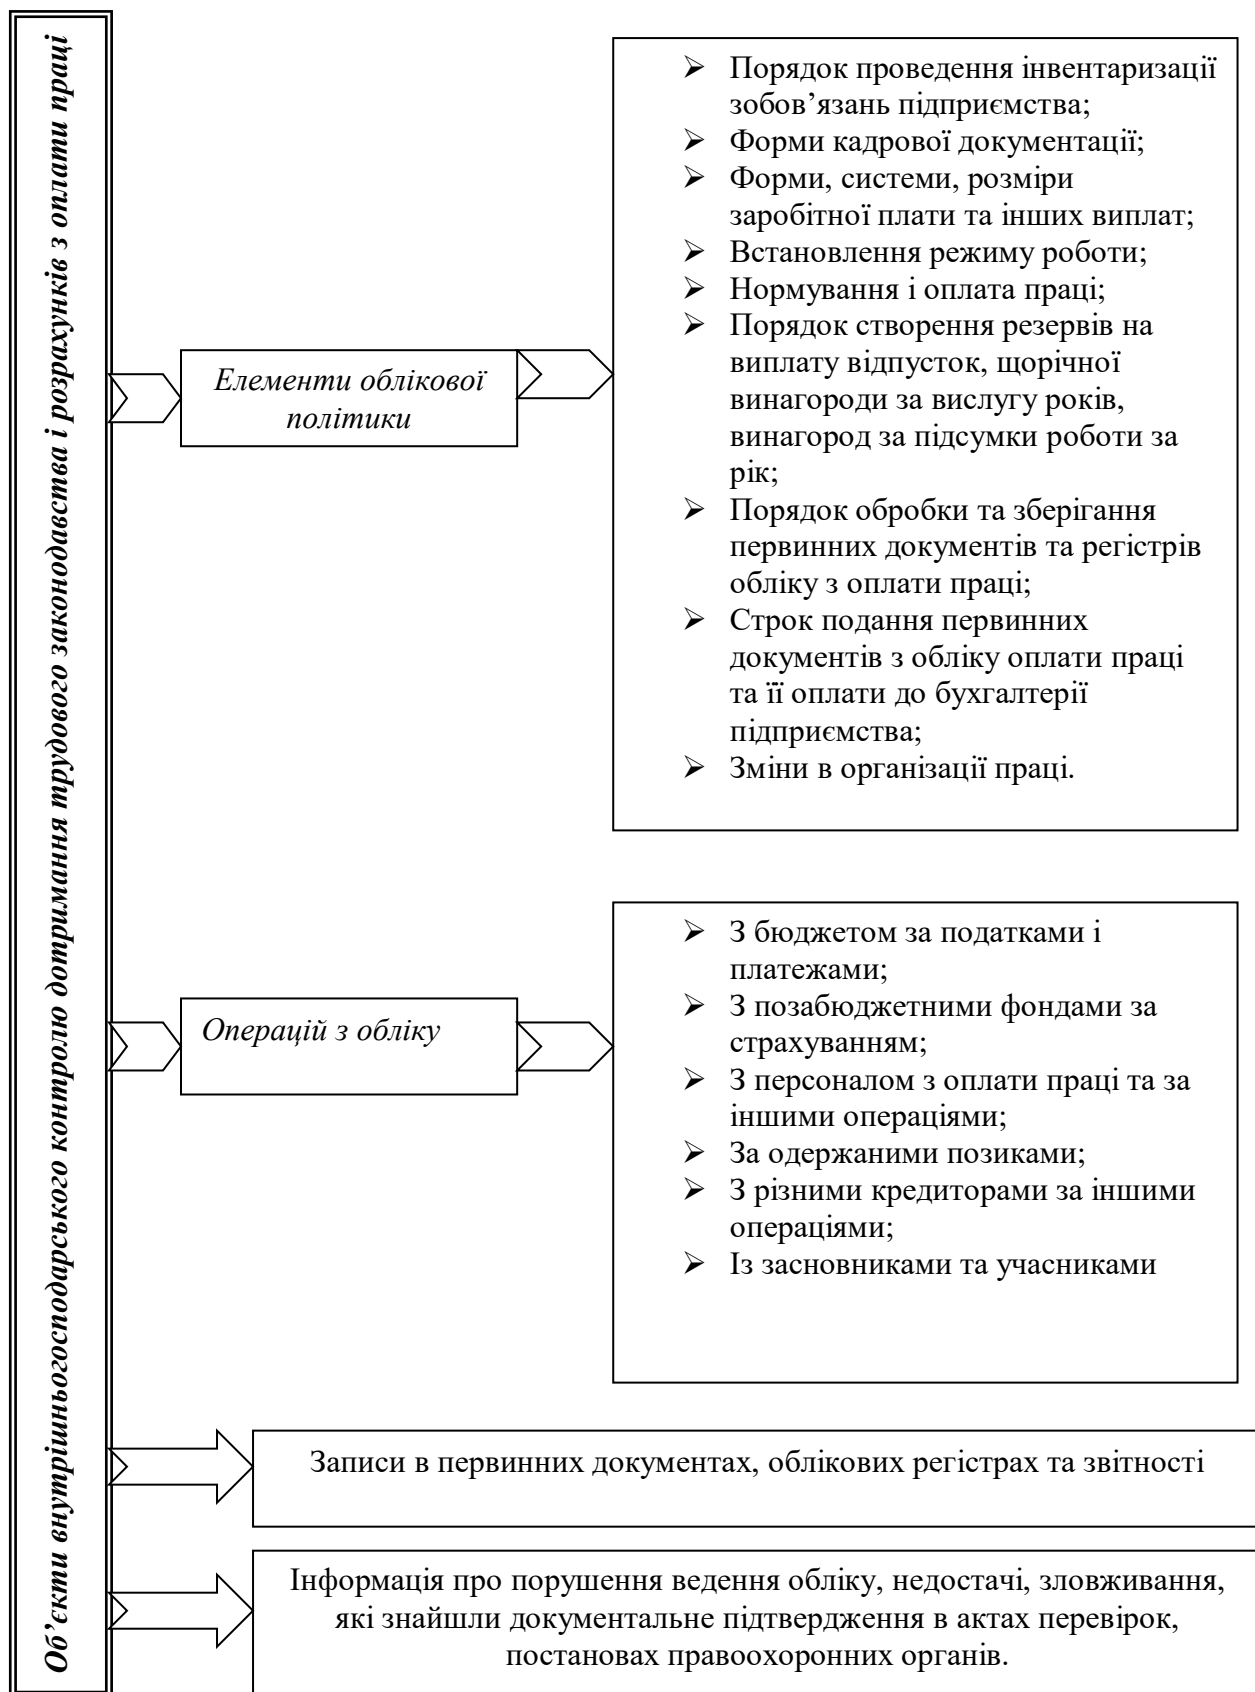 Об’єкти внутрішньогосподарського контролю дотримання трудового законодавства і розрахунків з оплати праці
Елементи облікової
політики
➢ Порядок проведення інвентаризації
зобов’язань підприємства;
➢ Форми кадрової документації;
➢ Форми, системи, розміри
заробітної плати та інших виплат;
➢ Встановлення режиму роботи;
➢ Нормування і оплата праці;
➢ Порядок створення резервів на
виплату відпусток, щорічної
винагороди за вислугу років,
винагород за підсумки роботи за
рік;
➢ Порядок обробки та зберігання
первинних документів та регістрів
обліку з оплати праці;
➢ Строк подання первинних
документів з обліку оплати праці
та її оплати до бухгалтерії
підприємства;
➢ Зміни в організації праці.
Операцій з обліку
➢ З бюджетом за податками і
платежами;
➢ З позабюджетними фондами за
страхуванням;
➢ З персоналом з оплати праці та за
іншими операціями;
➢ За одержаними позиками;
➢ З різними кредиторами за іншими
операціями;
➢ Із засновниками та учасниками
Записи в первинних документах, облікових регістрах та звітності
Інформація про порушення ведення обліку, недостачі, зловживання,
які знайшли документальне підтвердження в актах перевірок,
постановах правоохоронних органів.